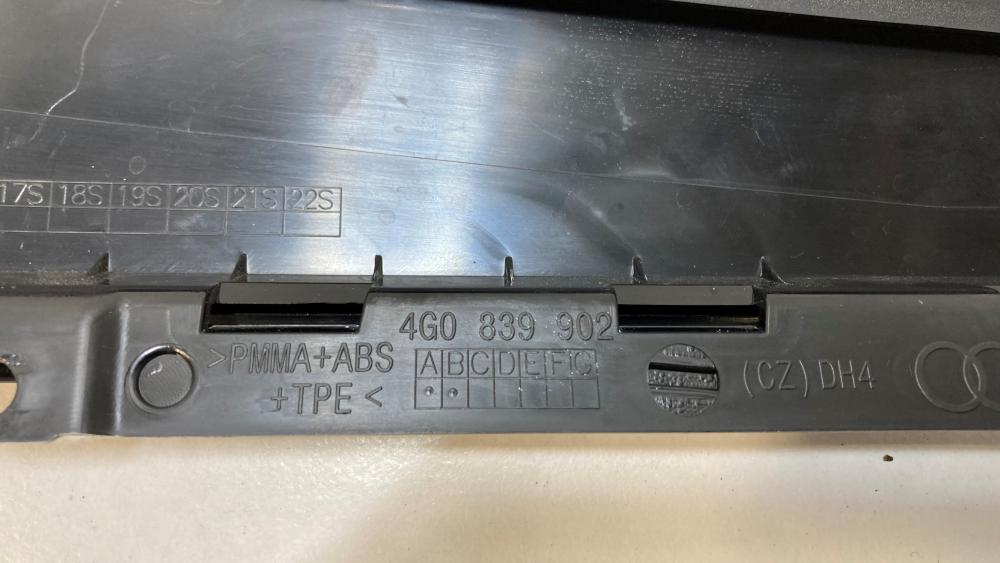 17S 18S 19S 20S 21S 22S
4G0 839 902
>PMMA+ABS
+TPE<
A B C D E F G
(CZ) DH4